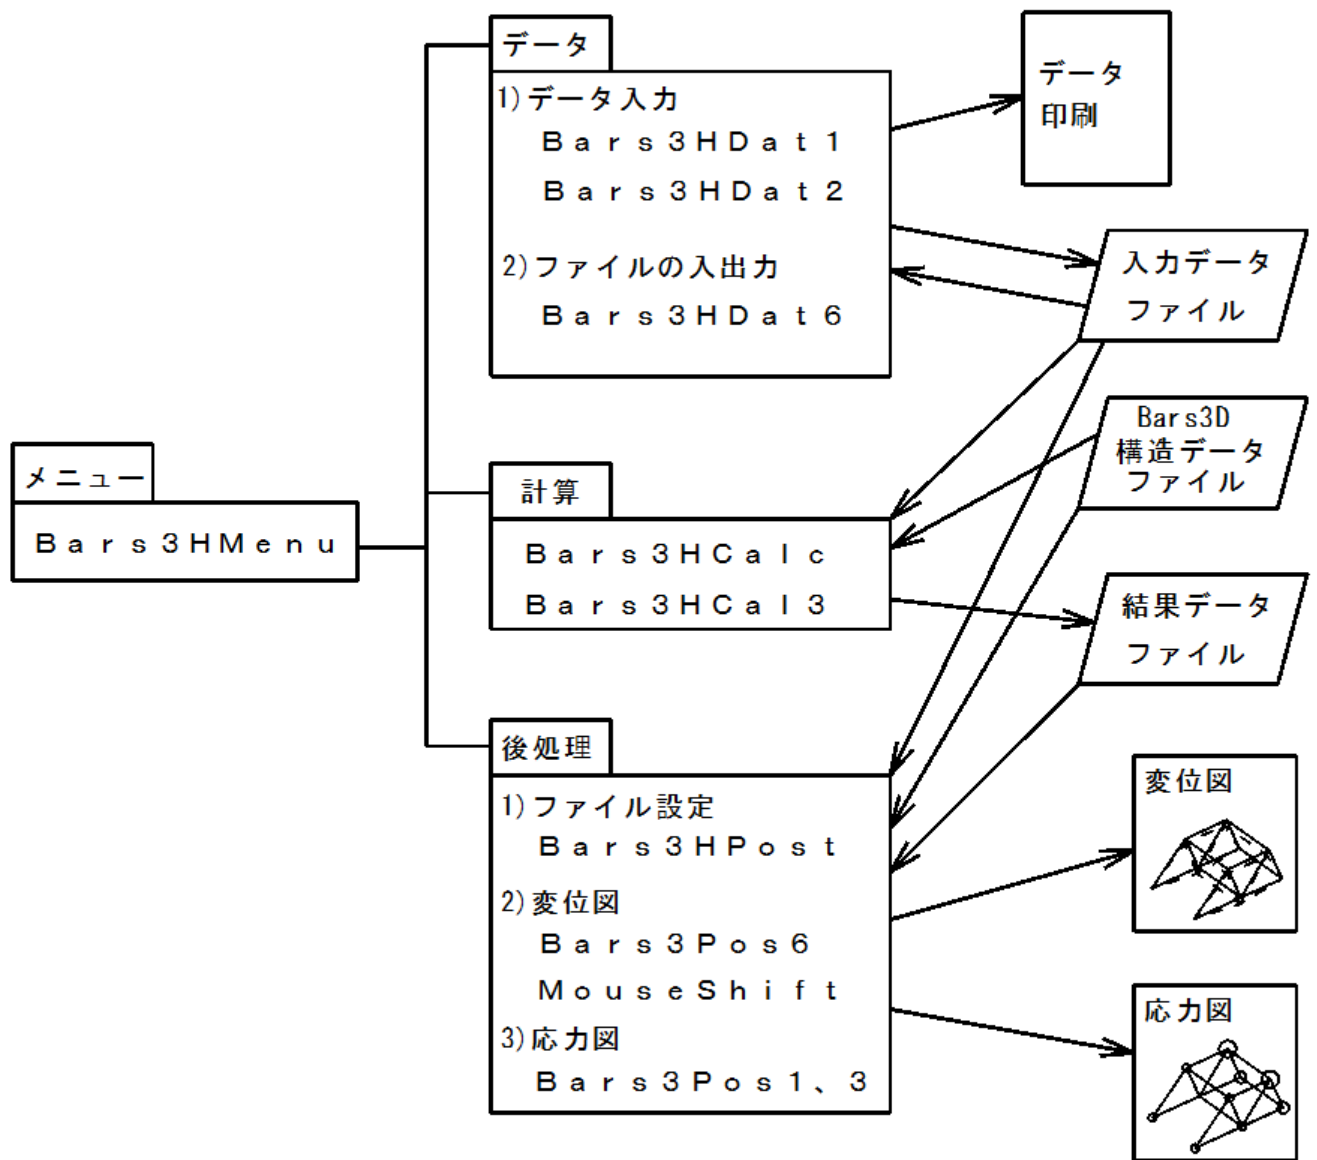 メニュー
Ｂａｒｓ３ＨＭｅｎｕ
データ
1)データ入力
Ｂａｒｓ３ＨＤａｔ１
Ｂａｒｓ３ＨＤａｔ２
2)ファイルの入出力
Ｂａｒｓ３ＨＤａｔ６
計算
Ｂａｒｓ３ＨＣａｌｃ
Ｂａｒｓ３ＨＣａｌ３
後処理
1)ファイル設定
Ｂａｒｓ３ＨＰｏｓｔ
2)変位図
Ｂａｒｓ３Ｐｏｓ６
ＭｏｕｓｅＳｈｉｆｔ
3)応力図
Ｂａｒｓ３Ｐｏｓ１、３
データ
印刷
入力データ
ファイル
Bars3D
構造データ
ファイル
結果データ
ファイル
変位図
応力図